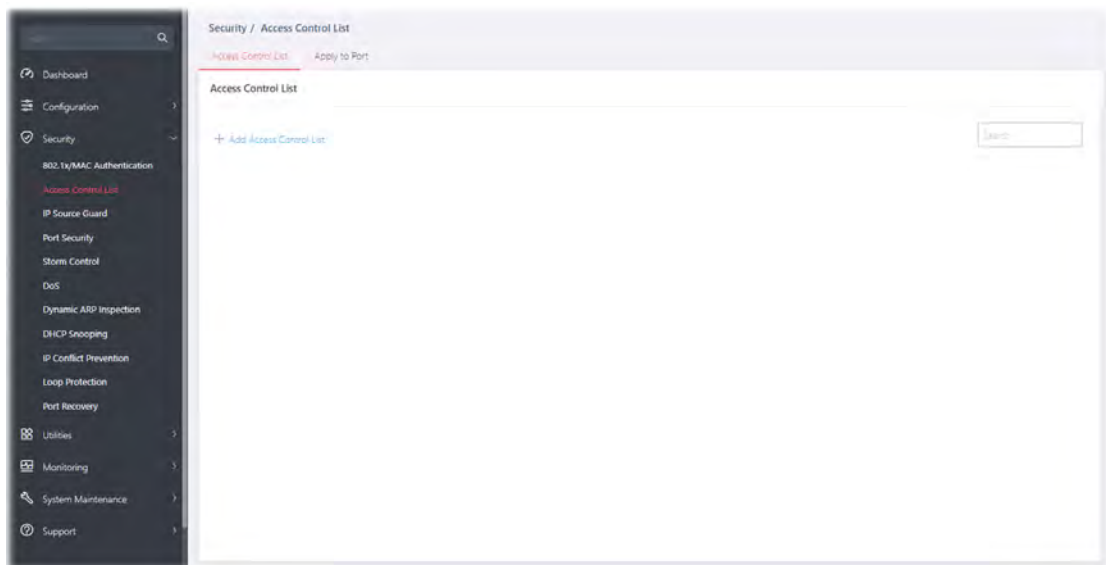 Dashboard
Configuration
Security
802.1x/MAC Authentication
Access Control List
IP Source Guard
Port Security
Storm Control
DoS
Dynamic ARP Inspection
DHCP Snooping
IP Conflict Prevention
Loop Protection
Port Recovery
Utilities
Monitoring
System Maintenance
Support
Security / Access Control List
Access Control List Apply to Port
Access Control List
+ Add Access Control List
Search